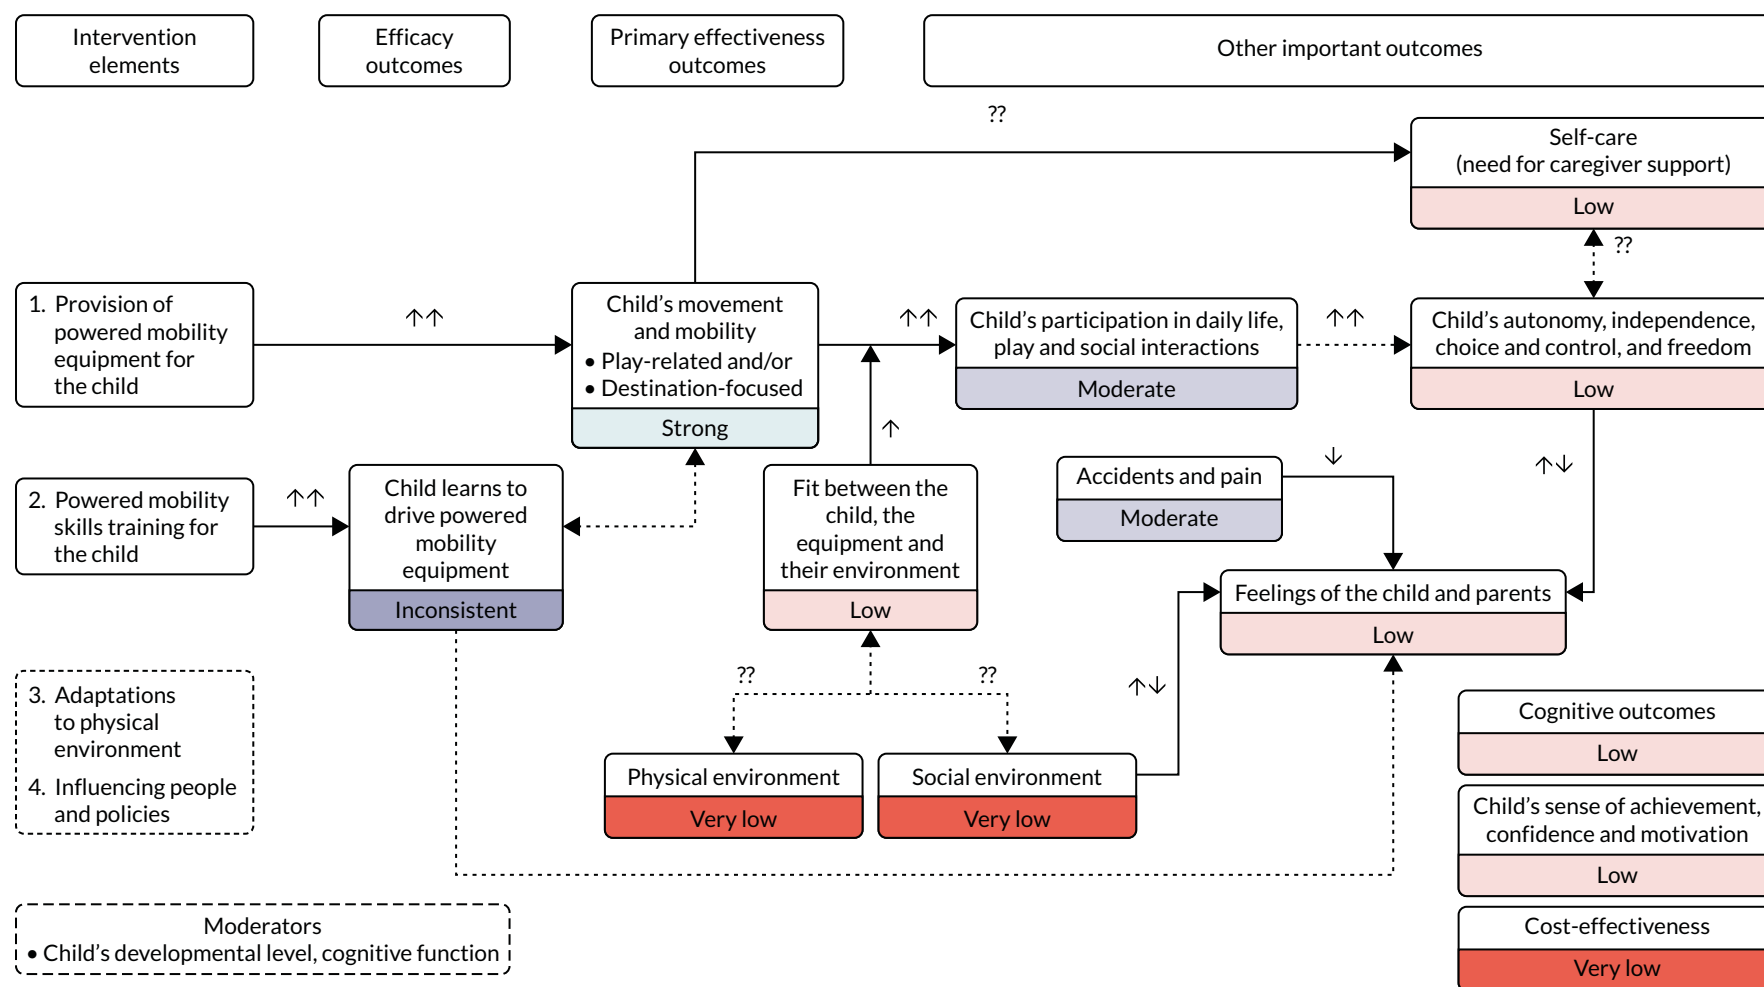 Intervention
elements
Efficacy
outcomes
Primary effectiveness
outcomes
Other important outcomes
??
Self-care
(need for caregiver support)
Low
??
1. Provision of
powered mobility
equipment for
the child
↑↑
Child’s movement
and mobility
• Play-related and/or
• Destination-focused
Strong
↑↑
Child’s participation in daily life,
play and social interactions
Moderate
↑↑
Child’s autonomy, independence,
choice and control, and freedom
Low
2. Powered mobility
skills training for
the child
↑↑
Child learns to
drive powered
mobility
equipment
Inconsistent
↑
Fit between the
child, the
equipment and
their environment
Low
Accidents and pain
Moderate
↓
↑↓
Feelings of the child and parents
Low
3. Adaptations
to physical
environment
4. Influencing people
and policies
??
??
↑↓
Physical environment
Very low
Social environment
Very low
Cognitive outcomes
Low
Child’s sense of achievement,
confidence and motivation
Low
Cost-effectiveness
Very low
Moderators
• Child’s developmental level, cognitive function